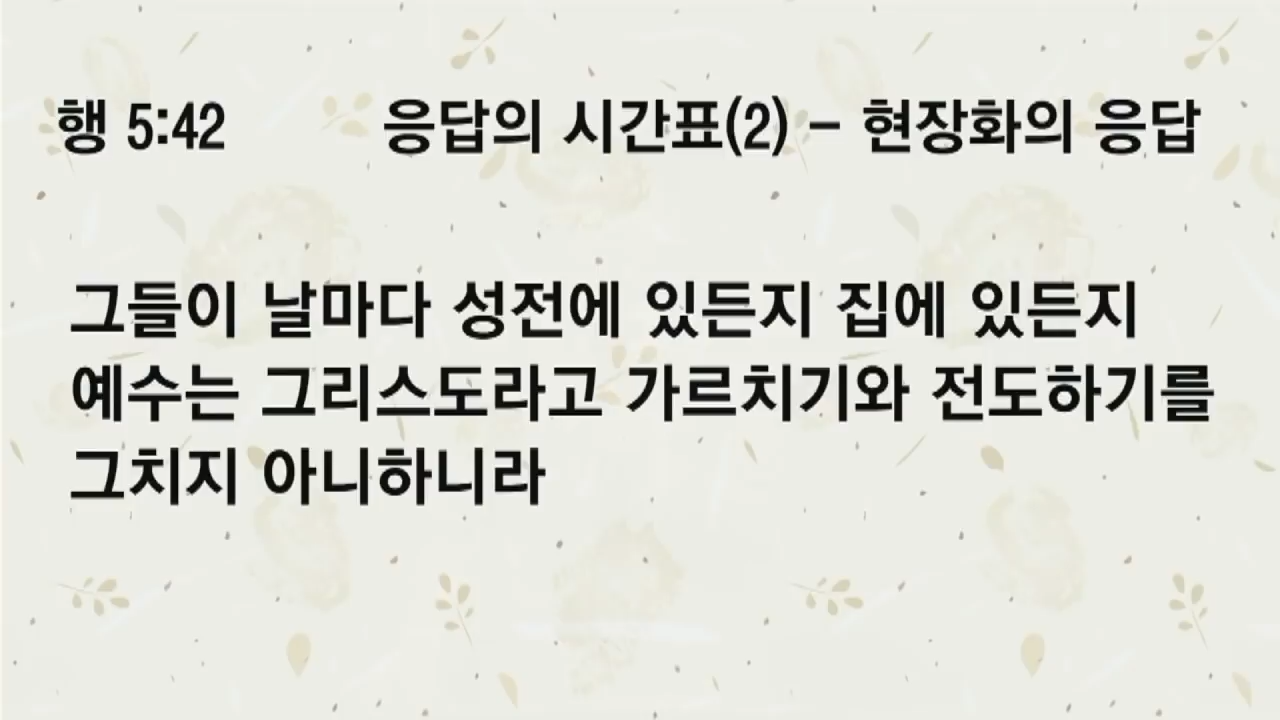 행 5:42 응답의 시간표(2) - 현장화의 응답
그들이 날마다 성전에 있든지 집에 있든지
예수는 그리스도라고 가르치기와 전도하기를
그치지 아니하니라